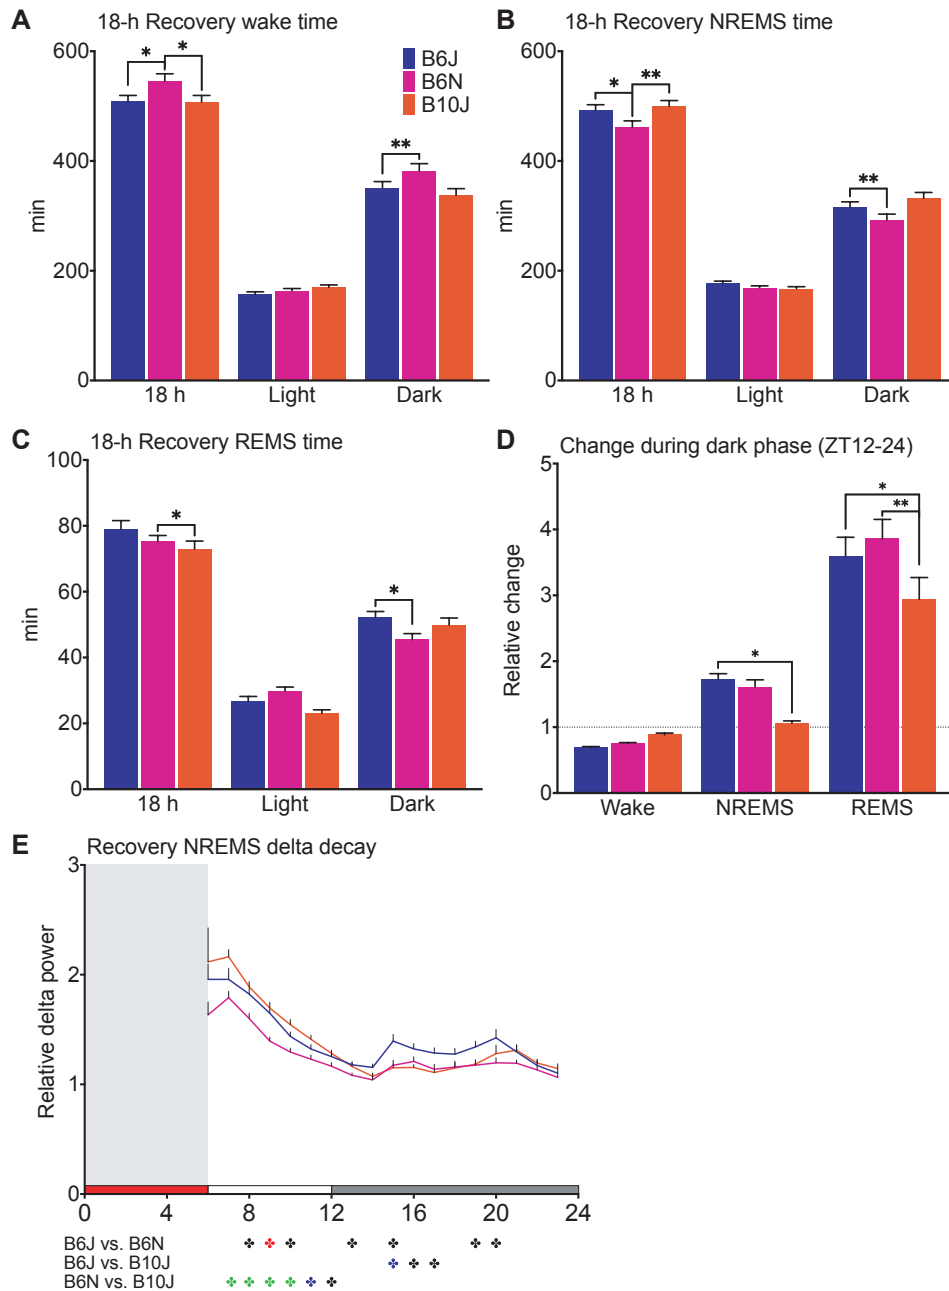 A 18-h Recovery wake time
600
400
200
0
min
* *
**
B6J
B6N
B10J
18 h Light Dark
B 18-h Recovery NREMS time
600
400
200
0
min
* **
**
18 h Light Dark
C 18-h Recovery REMS time
100
80
60
40
20
0
min
*
*
18 h Light Dark
D Change during dark phase (ZT12-24)
5
4
3
2
1
0
Relative change
*
**
*
Wake NREMS REMS
E Recovery NREMS delta decay
3
2
1
0
Relative delta power
0 4 8 12 16 20 24
B6J vs. B6N
B6J vs. B10J
B6N vs. B10J